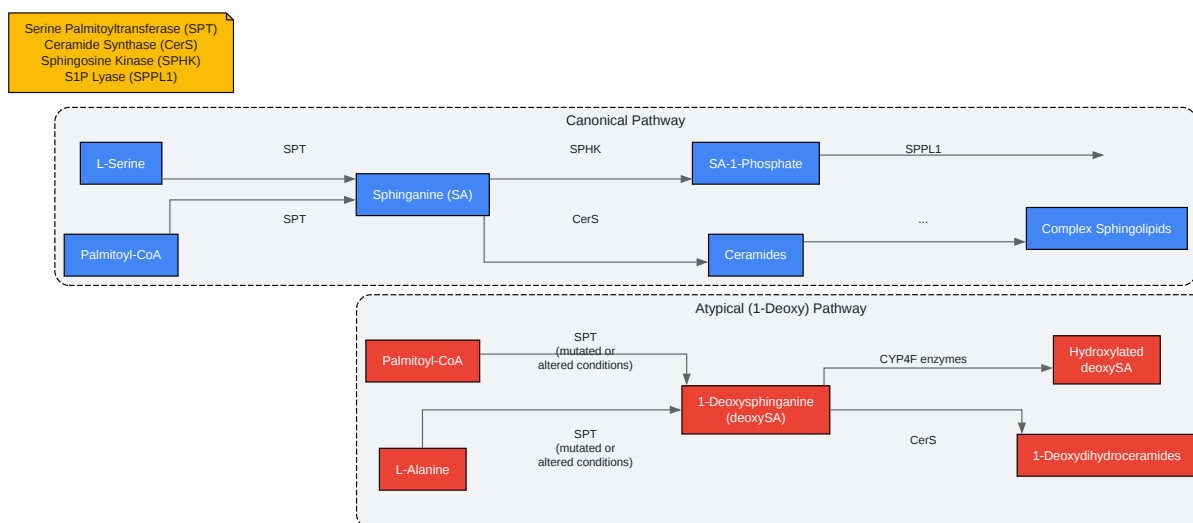 Serine Palmitoyltransferase (SPT)
Ceramide Synthase (CerS)
Sphingosine Kinase (SPHK)
S1P Lyase (SPPL1)
Canonical Pathway
L-Serine
SPT
SPHK
SA-1-Phosphate
SPPL1
Sphinganine (SA)
Palmitoyl-CoA
SPT
CerS
Ceramides
...
Complex Sphingolipids
Atypical (1-Deoxy) Pathway
Palmitoyl-CoA
SPT
(mutated or
altered conditions)
CYP4F enzymes
Hydroxylated
deoxySA
1-Deoxysphinganine
(deoxySA)
L-Alanine
SPT
(mutated or
altered conditions)
CerS
1-Deoxydihydroceramides